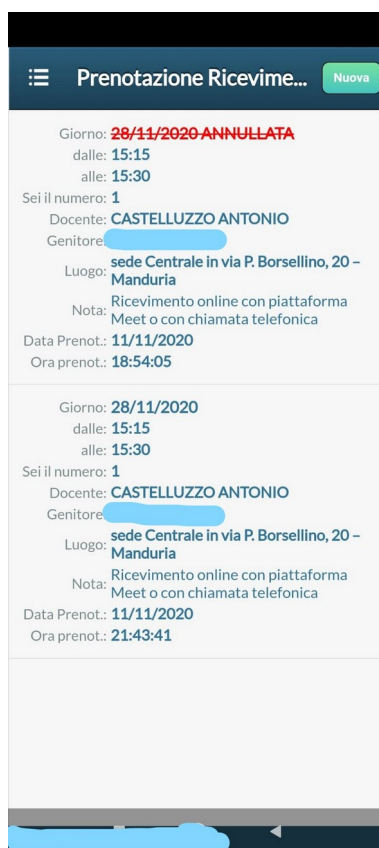 Prenotazione Ricevime... Nuova
Giorno: 28/11/2020 ANNULLATA
dalle: 15:15
alle: 15:30
Sei il numero: 1
Docente: CASTELLUZZO ANTONIO
Genitore
Luogo: sede Centrale in via P. Borsellino, 20 –
Manduria
Nota: Ricevimento online con piattaforma
Meet o con chiamata telefonica
Data Prenot.: 11/11/2020
Ora prenot.: 18:54:05
Giorno: 28/11/2020
dalle: 15:15
alle: 15:30
Sei il numero: 1
Docente: CASTELLUZZO ANTONIO
Genitore
Luogo: sede Centrale in via P. Borsellino, 20 –
Manduria
Nota: Ricevimento online con piattaforma
Meet o con chiamata telefonica
Data Prenot.: 11/11/2020
Ora prenot.: 21:43:41